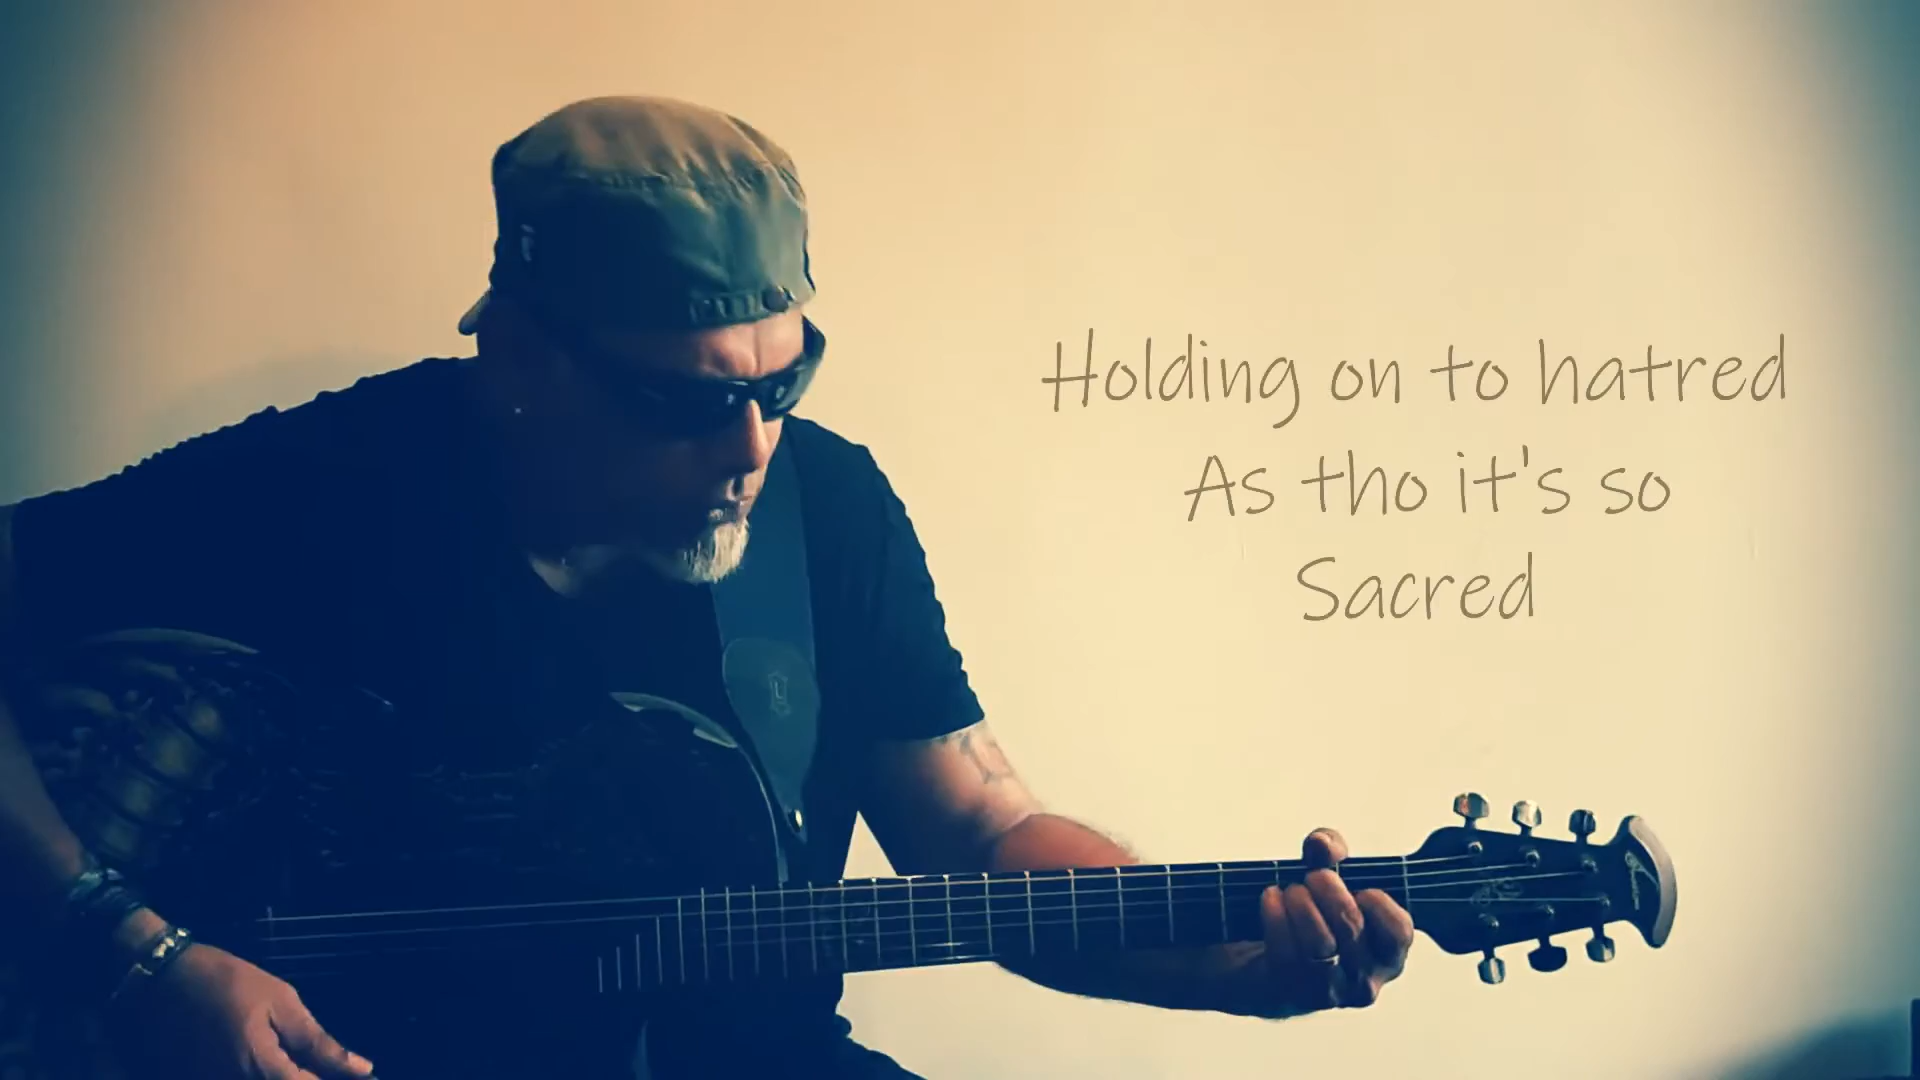 Holding on to hatred
As tho it's so
Sacred